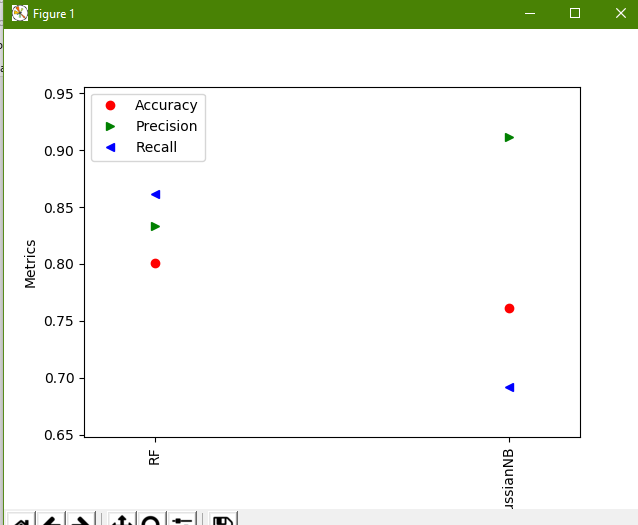 Figure 1
0.95
0.90
0.85
0.80
0.75
0.70
0.65
Metrics
Accuracy
Precision
Recall
RF
ussianNB